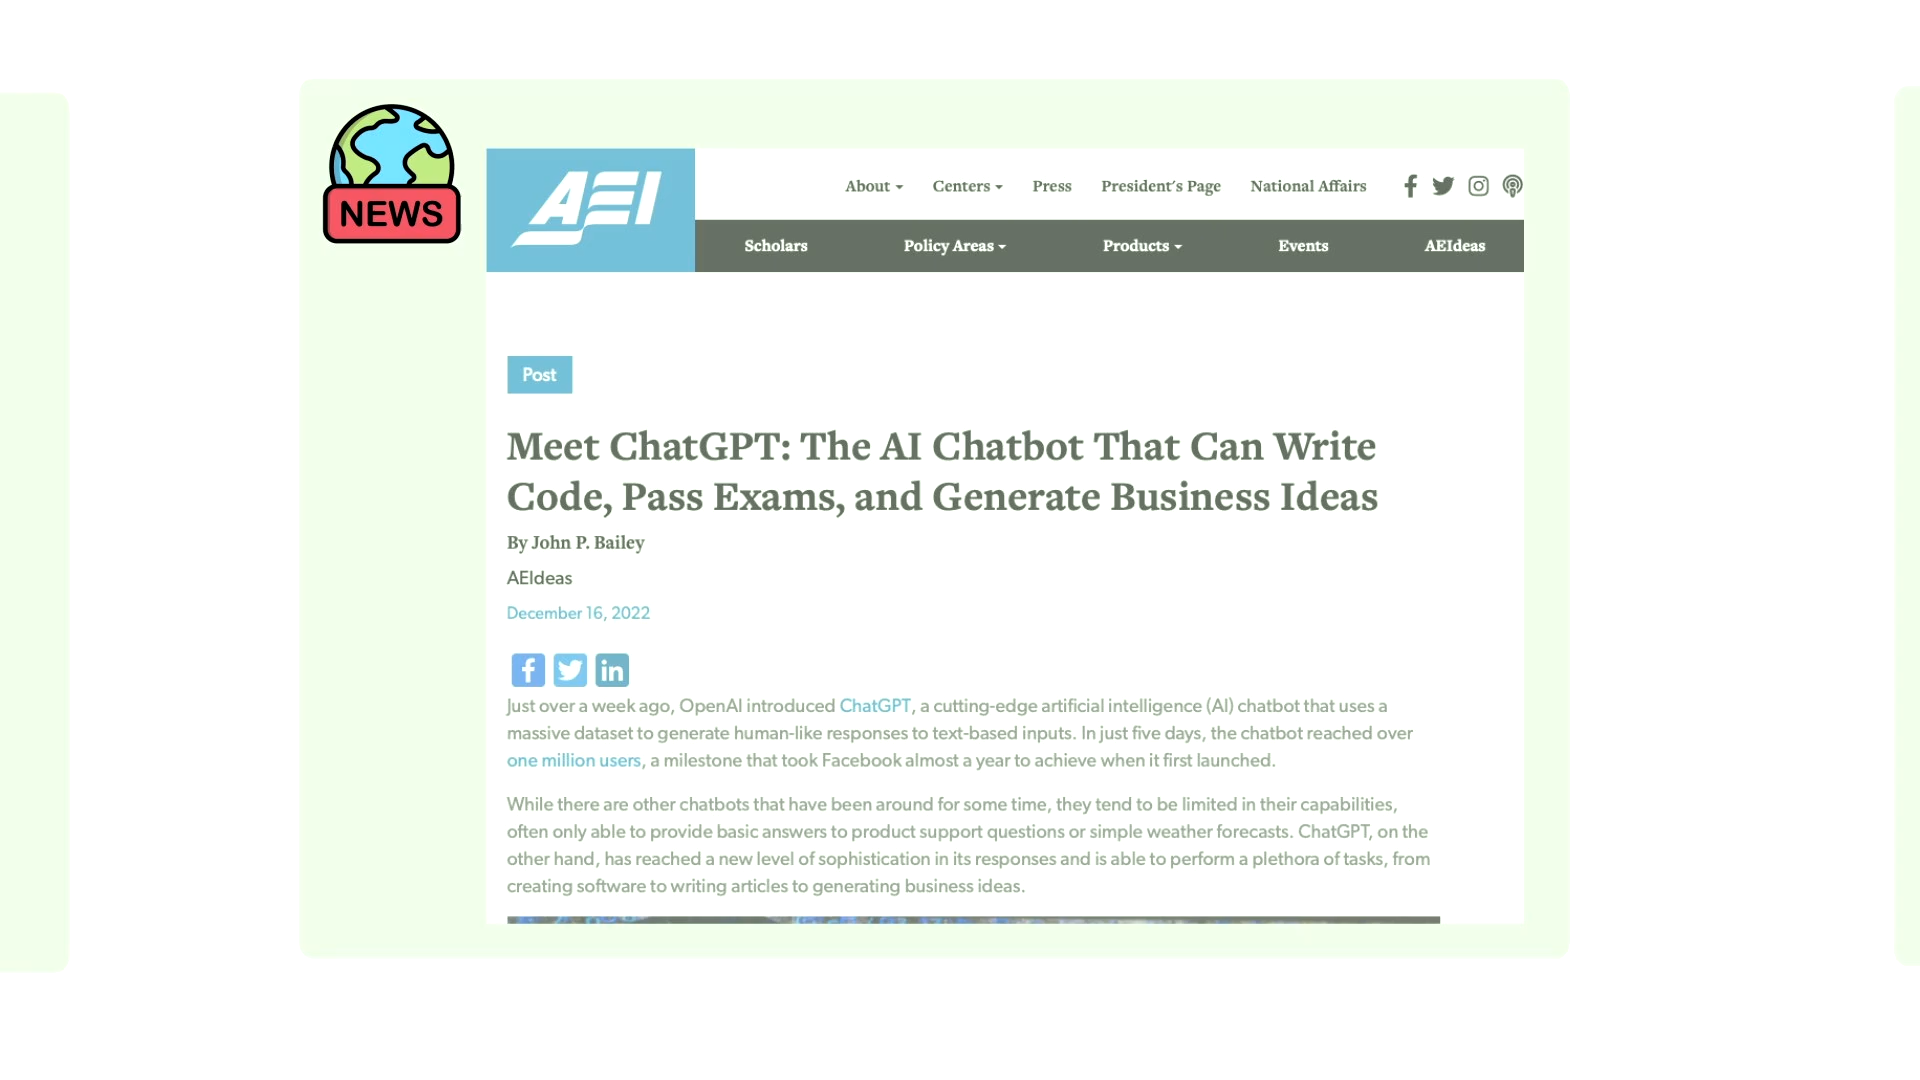 NEWS
AEI
About
Centers
Press
President's Page
National Affairs
Scholars
Policy Areas
Products
Events
AEIdeas
Post
Meet ChatGPT: The AI Chatbot That Can Write
Code, Pass Exams, and Generate Business Ideas
By John P. Bailey
AEIdeas
December 16, 2022
Just over a week ago, OpenAI introduced ChatGPT, a cutting-edge artificial intelligence (AI) chatbot that uses a
massive dataset to generate human-like responses to text-based inputs. In just five days, the chatbot reached over
one million users, a milestone that took Facebook almost a year to achieve when it first launched.
While there are other chatbots that have been around for some time, they tend to be limited in their capabilities,
often only able to provide basic answers to product support questions or simple weather forecasts. ChatGPT, on the
other hand, has reached a new level of sophistication in its responses and is able to perform a plethora of tasks, from
creating software to writing articles to generating business ideas.